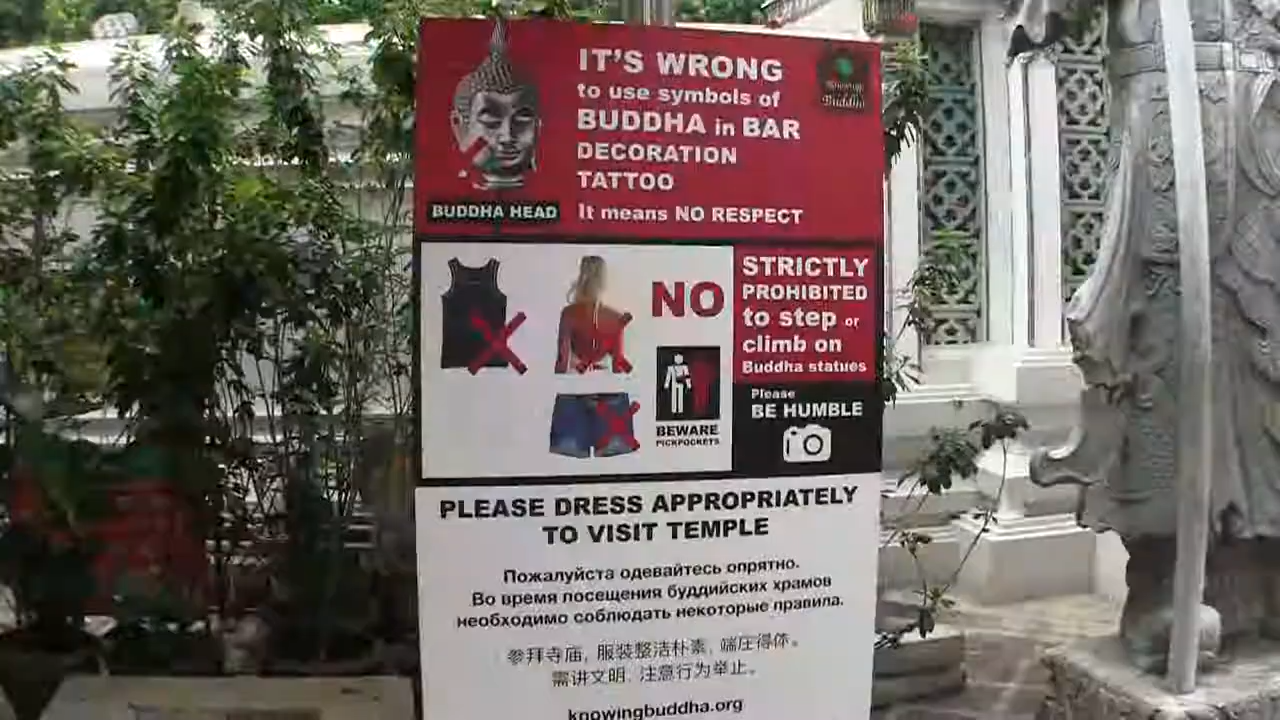 IT'S WRONG
to use symbols of
BUDDHA in BAR
DECORATION
TATTOO
It means NO RESPECT
Knowing
Buddha
BUDDHA HEAD
NO
BEWARE
PICKPOCKETS
STRICTLY
PROHIBITED
to step or
climb on
Buddha statues
Please
BE HUMBLE
PLEASE DRESS APPROPRIATELY
TO VISIT TEMPLE
Пожалуйста одевайтесь опрятно.
Во время посещения буддийских храмов
необходимо соблюдать некоторые правила.
参拜寺庙, 服装整洁朴素, 端庄得体。
需讲文明, 注意行为举止。
knowingbuddha.org